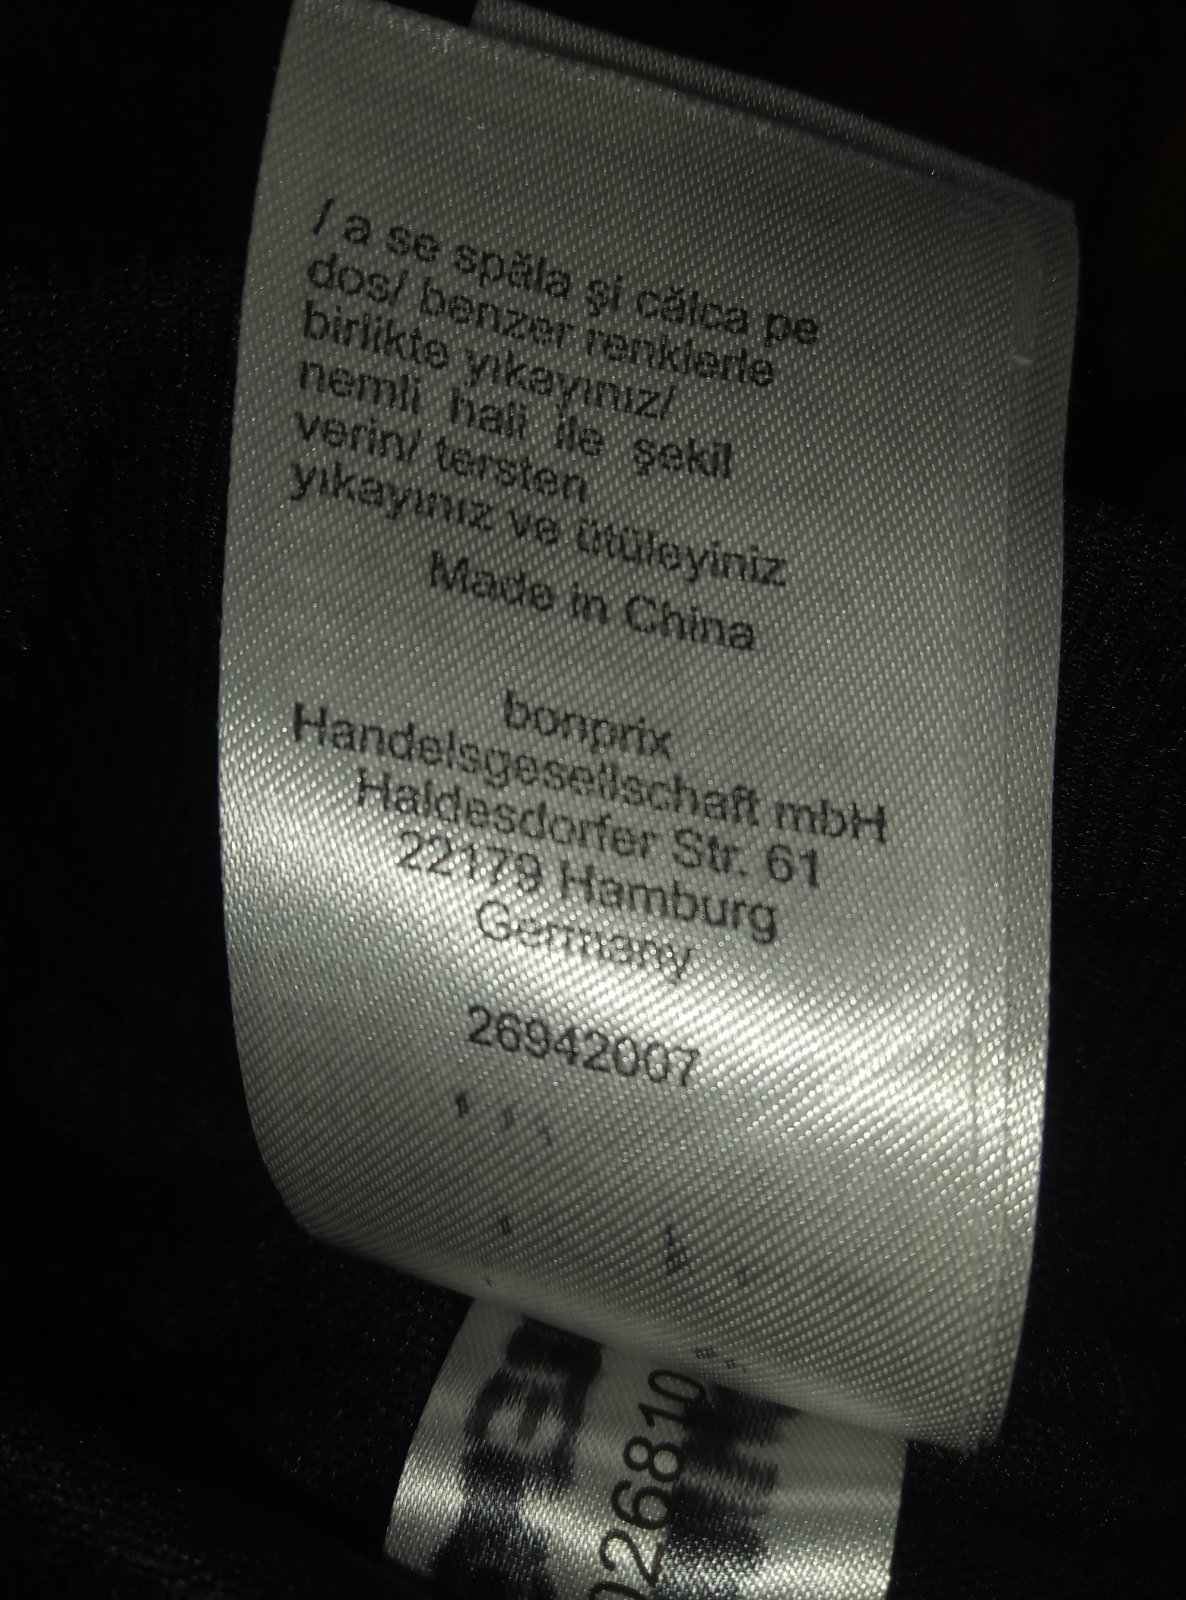 / a se spăla şi călca pe
dos/ benzer renklerle
birlikte yıkayınız/
nemli hali ile şekil
verin/ tersten
yıkayınız ve ütüleyiniz
Made in China
bonprix
Handelsgesellschaft mbH
Haldesdorfer Str. 61
22179 Hamburg
Germany
26942007
026810